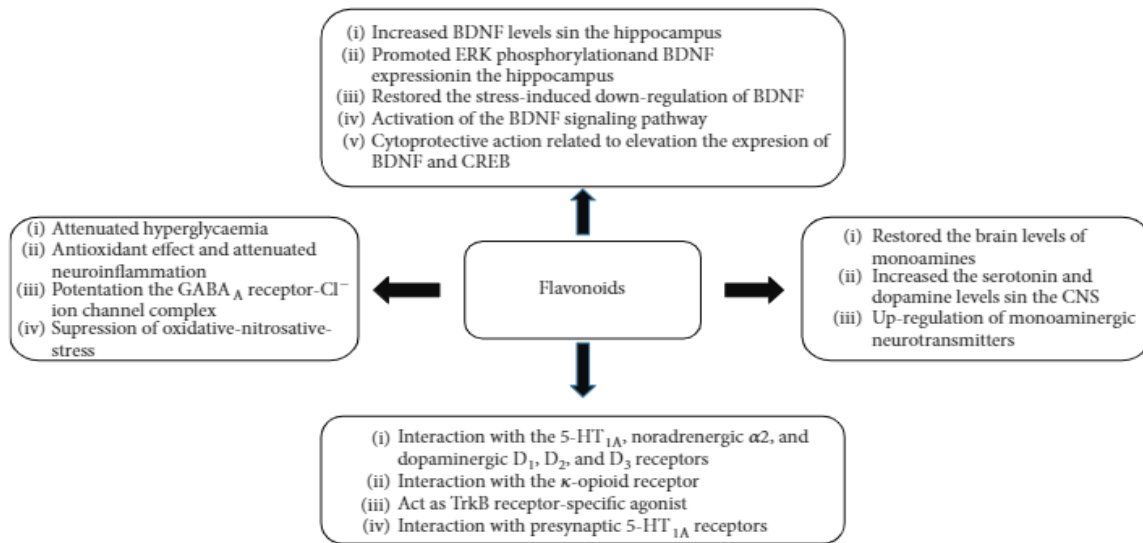 (i) Increased BDNF levels sin the hippocampus
(ii) Promoted ERK phosphorylationand BDNF
expressionin the hippocampus
(iii) Restored the stress-induced down-regulation of BDNF
(iv) Activation of the BDNF signaling pathway
(v) Cytoprotective action related to elevation the expresion of
BDNF and CREB
(i) Attenuated hyperglycaemia
(ii) Antioxidant effect and attenuated
neuroinflammation
(iii) Potentation the GABA_A receptor-Cl⁻
ion channel complex
(iv) Supression of oxidative-nitrosative-
stress
Flavonoids
(i) Restored the brain levels of
monoamines
(ii) Increased the serotonin and
dopamine levels sin the CNS
(iii) Up-regulation of monoaminergic
neurotransmitters
(i) Interaction with the 5-HT₁A, noradrenergic α2, and
dopaminergic D₁, D₂, and D₃ receptors
(ii) Interaction with the κ-opioid receptor
(iii) Act as TrkB receptor-specific agonist
(iv) Interaction with presynaptic 5-HT₁A receptors